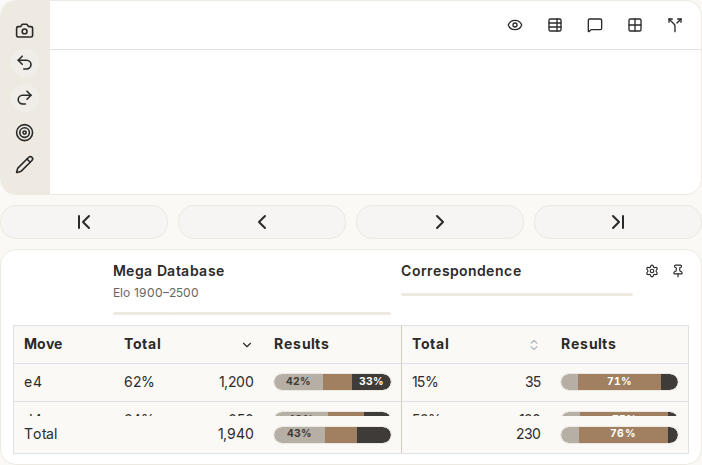 Mega Database
Correspondence
Elo 1900–2500
Move Total Results Total Results
e4 62% 1,200 42% 33% 15% 35 71%
Total 1,940 43% 230 76%